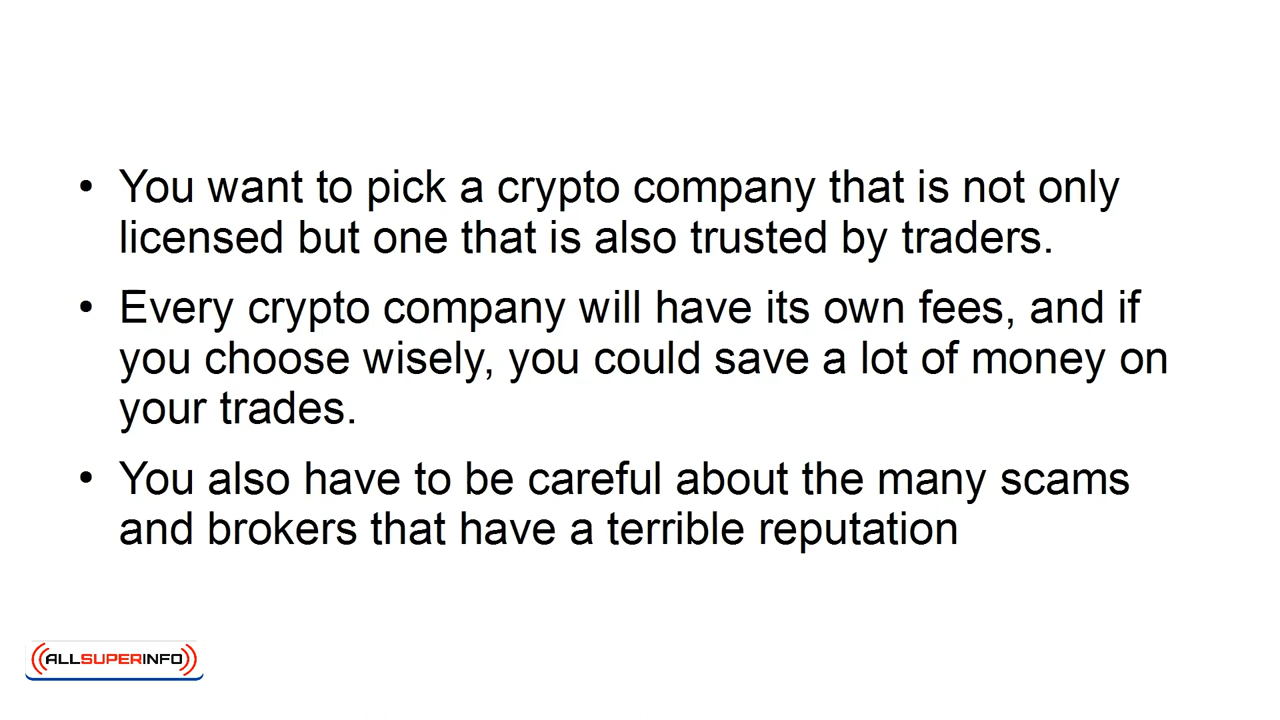 • You want to pick a crypto company that is not only
licensed but one that is also trusted by traders.
• Every crypto company will have its own fees, and if
you choose wisely, you could save a lot of money on
your trades.
• You also have to be careful about the many scams
and brokers that have a terrible reputation
ALLSUPERINFO